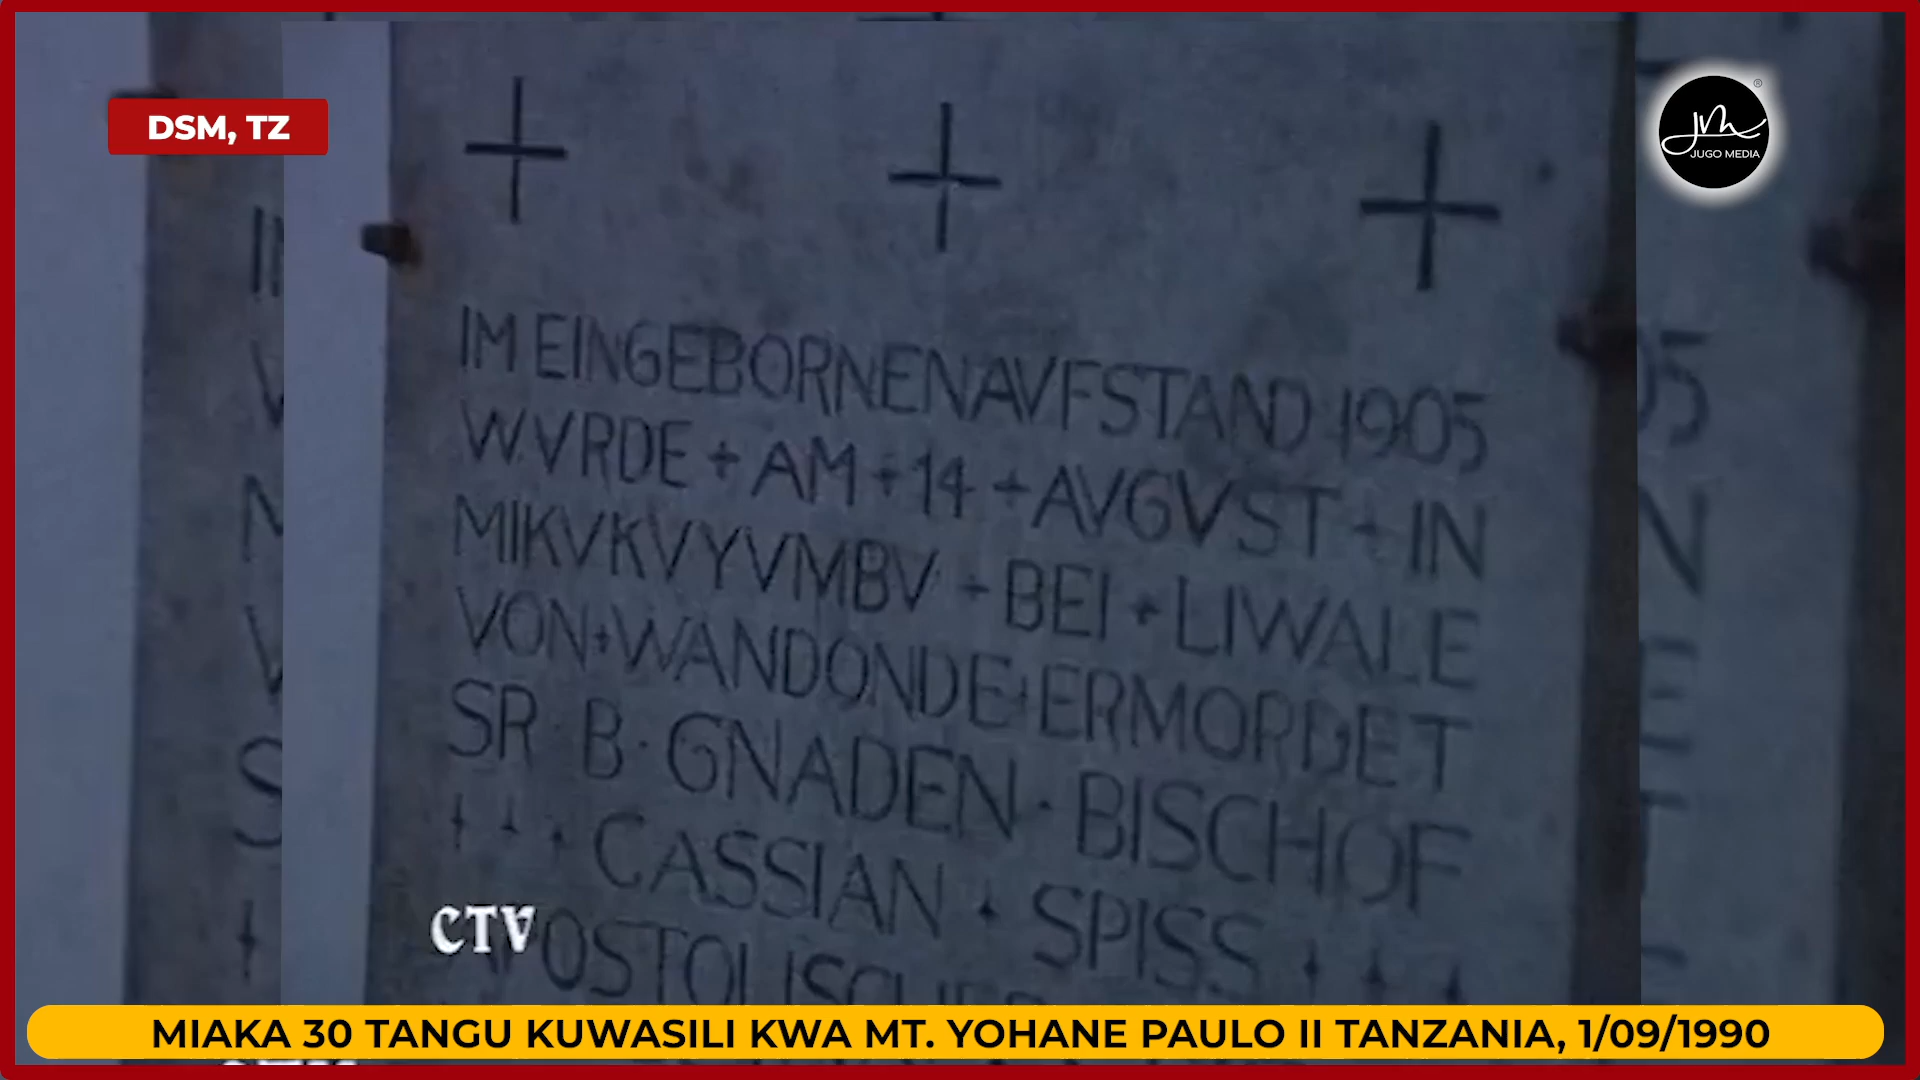 DSM, TZ
JUGO MEDIA
IM EINGEBORNENAVFSTAND 1905
WVRDE + AM + 14 + AVGVST + IN
MIKVKVYVMBV + BEI + LIWALE
VON + WANDONDE + ERMORDET
SR · B · GNADEN · BISCHOF
CASSIAN · SPISS
APOSTOLISCHER
CTV
MIAKA 30 TANGU KUWASILI KWA MT. YOHANE PAULO II TANZANIA, 1/09/1990